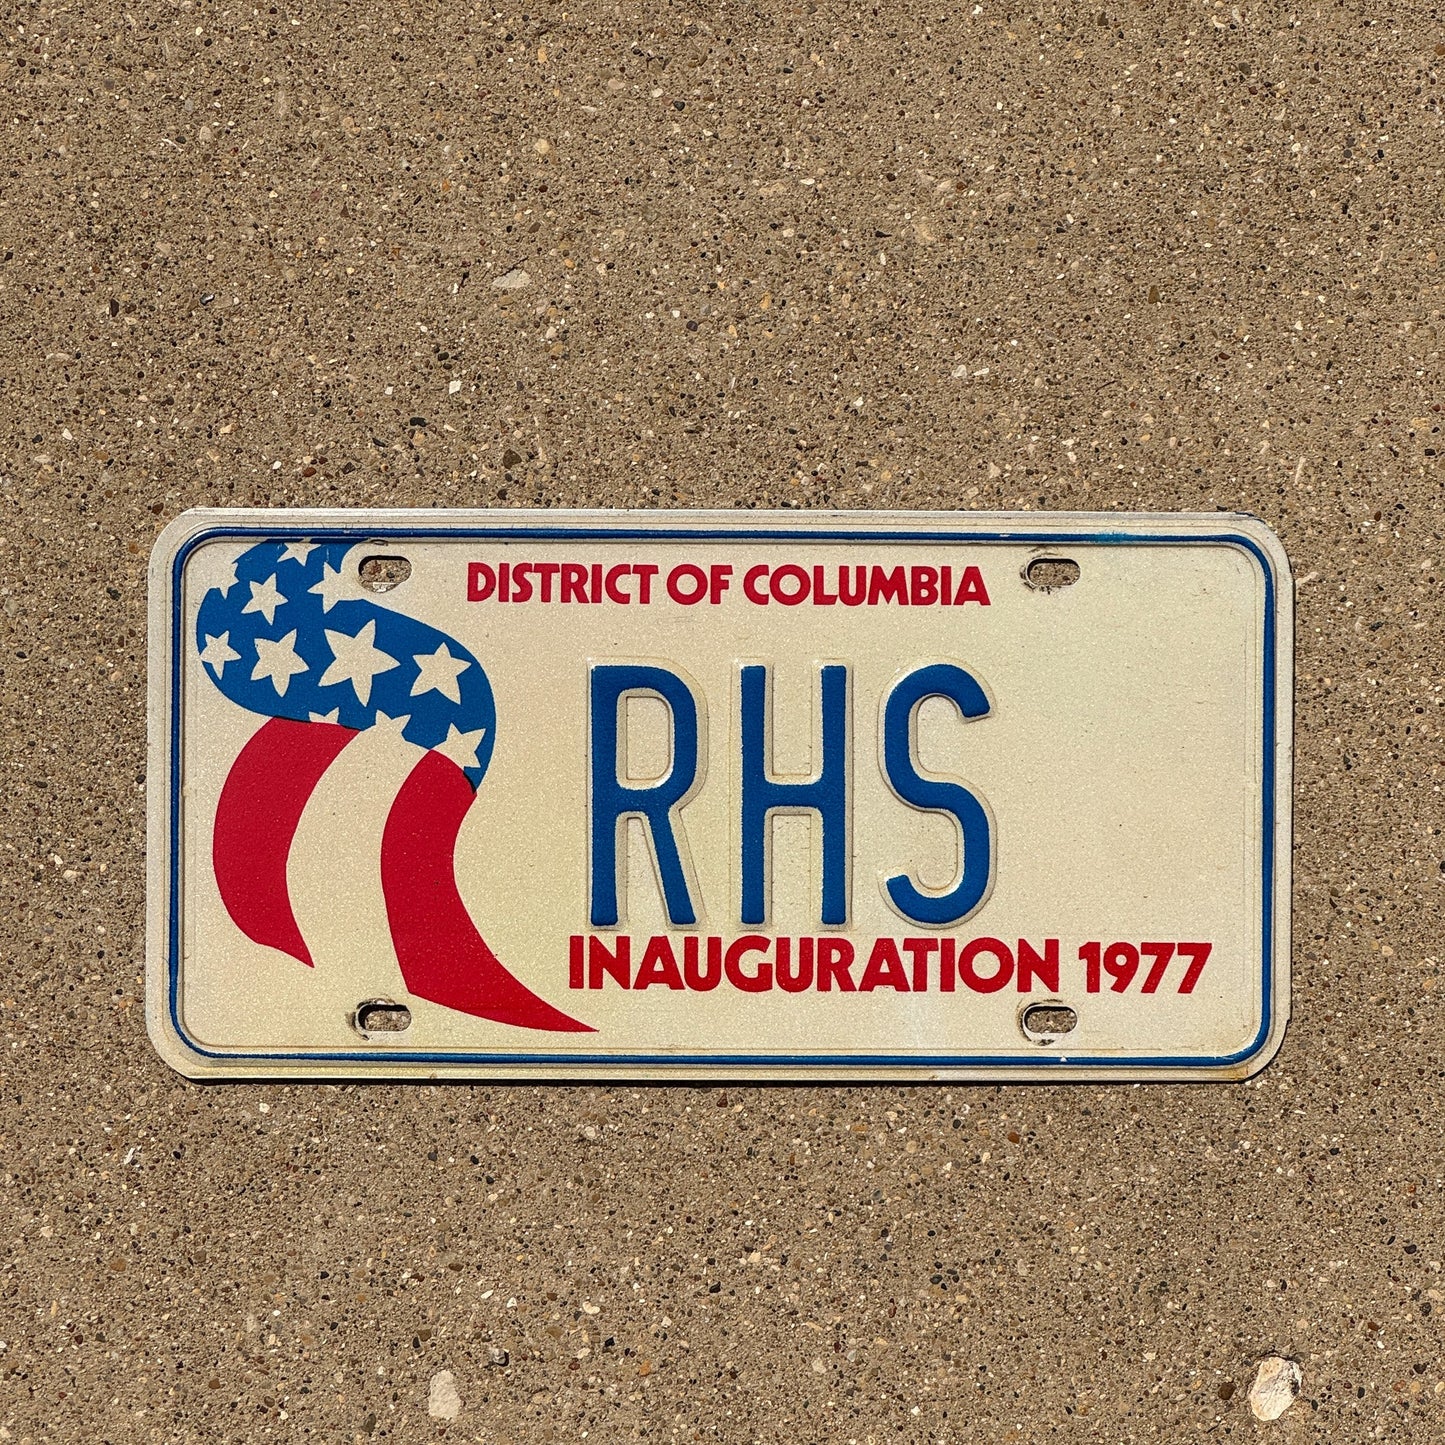 DISTRICT OF COLUMBIA
RHS
INAUGURATION 1977